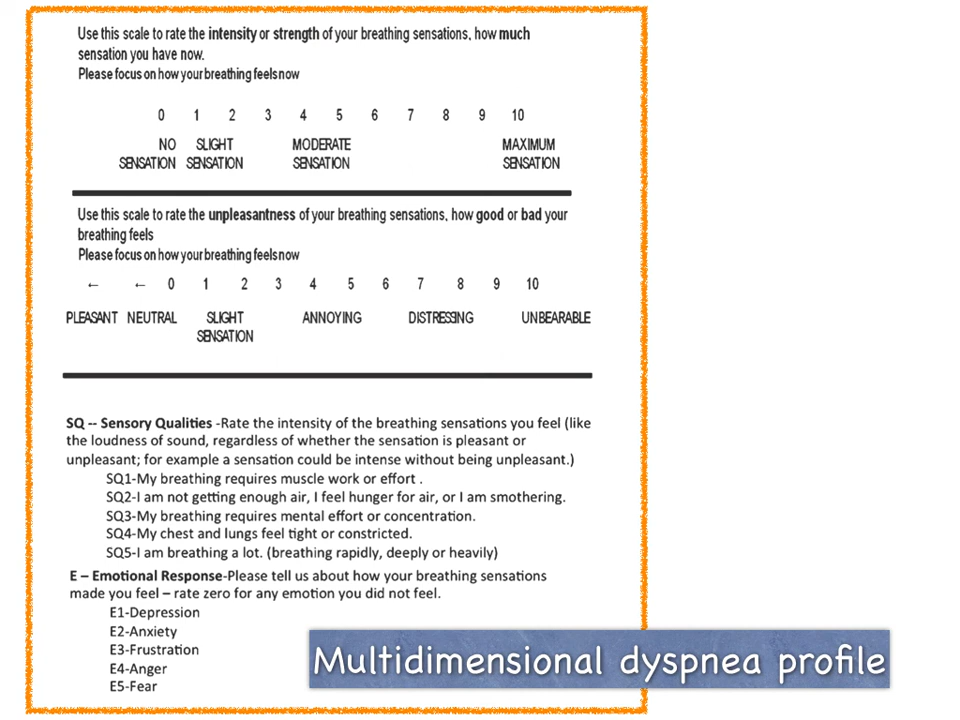 Use this scale to rate the intensity or strength of your breathing sensations, how much
sensation you have now.
Please focus on how your breathing feels now
0 1 2 3 4 5 6 7 8 9 10
NO SLIGHT MODERATE MAXIMUM
SENSATION SENSATION SENSATION SENSATION
Use this scale to rate the unpleasantness of your breathing sensations, how good or bad your
breathing feels
Please focus on how your breathing feels now
← ← 0 1 2 3 4 5 6 7 8 9 10
PLEASANT NEUTRAL SLIGHT ANNOYING DISTRESSING UNBEARABLE
SENSATION
SQ -- Sensory Qualities -Rate the intensity of the breathing sensations you feel (like
the loudness of sound, regardless of whether the sensation is pleasant or
unpleasant; for example a sensation could be intense without being unpleasant.)
SQ1-My breathing requires muscle work or effort .
SQ2-I am not getting enough air, I feel hunger for air, or I am smothering.
SQ3-My breathing requires mental effort or concentration.
SQ4-My chest and lungs feel tight or constricted.
SQ5-I am breathing a lot. (breathing rapidly, deeply or heavily)
E – Emotional Response-Please tell us about how your breathing sensations
made you feel – rate zero for any emotion you did not feel.
E1-Depression
E2-Anxiety
E3-Frustration
E4-Anger
E5-Fear
Multidimensional dyspnea profile